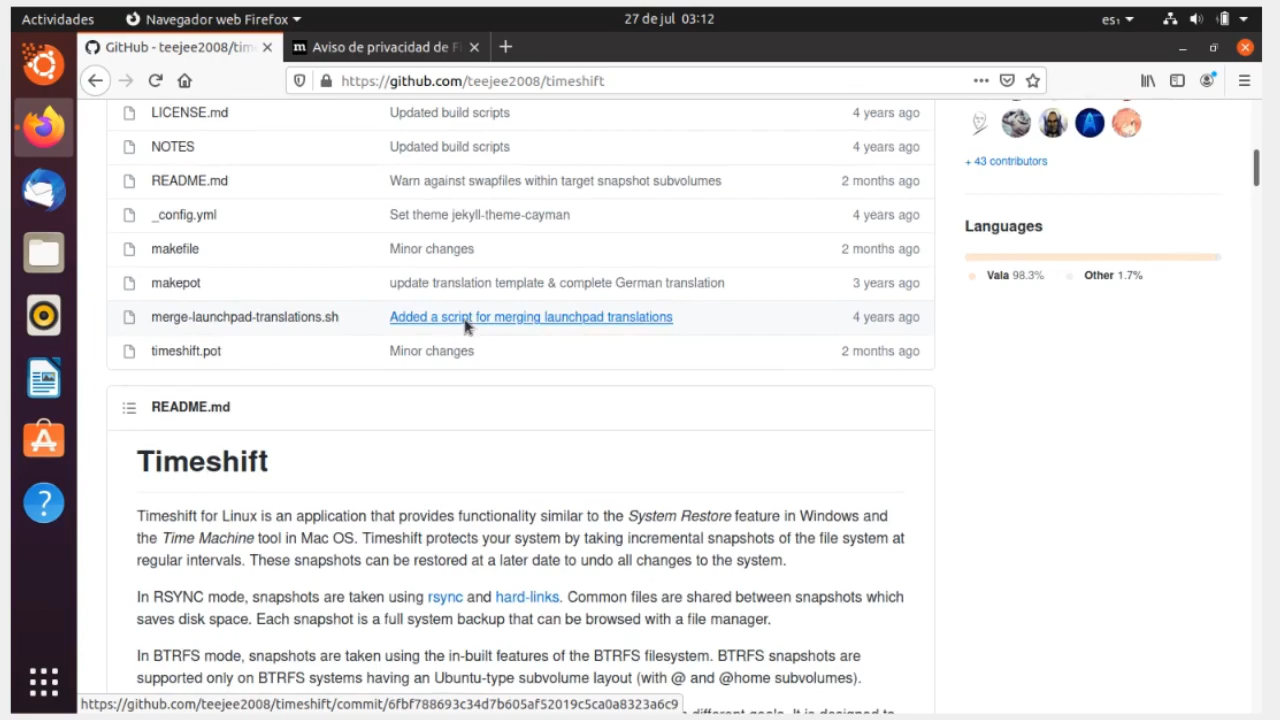 Actividades Navegador web Firefox 27 de jul 03:12 es₁
GitHub - teejee2008/tim Aviso de privacidad de F
https://github.com/teejee2008/timeshift
LICENSE.md Updated build scripts 4 years ago
NOTES Updated build scripts 4 years ago
README.md Warn against swapfiles within target snapshot subvolumes 2 months ago
_config.yml Set theme jekyll-theme-cayman 4 years ago
makefile Minor changes 2 months ago
makepot update translation template & complete German translation 3 years ago
merge-launchpad-translations.sh Added a script for merging launchpad translations 4 years ago
timeshift.pot Minor changes 2 months ago
+ 43 contributors
Languages
Vala 98.3% Other 1.7%
README.md
Timeshift
Timeshift for Linux is an application that provides functionality similar to the System Restore feature in Windows and
the Time Machine tool in Mac OS. Timeshift protects your system by taking incremental snapshots of the file system at
regular intervals. These snapshots can be restored at a later date to undo all changes to the system.
In RSYNC mode, snapshots are taken using rsync and hard-links. Common files are shared between snapshots which
saves disk space. Each snapshot is a full system backup that can be browsed with a file manager.
In BTRFS mode, snapshots are taken using the in-built features of the BTRFS filesystem. BTRFS snapshots are
supported only on BTRFS systems having an Ubuntu-type subvolume layout (with @ and @home subvolumes).
https://github.com/teejee2008/timeshift/commit/6fbf788693c34d7b605af52019c5ca0a8323a6c9
different goals. It is designed to